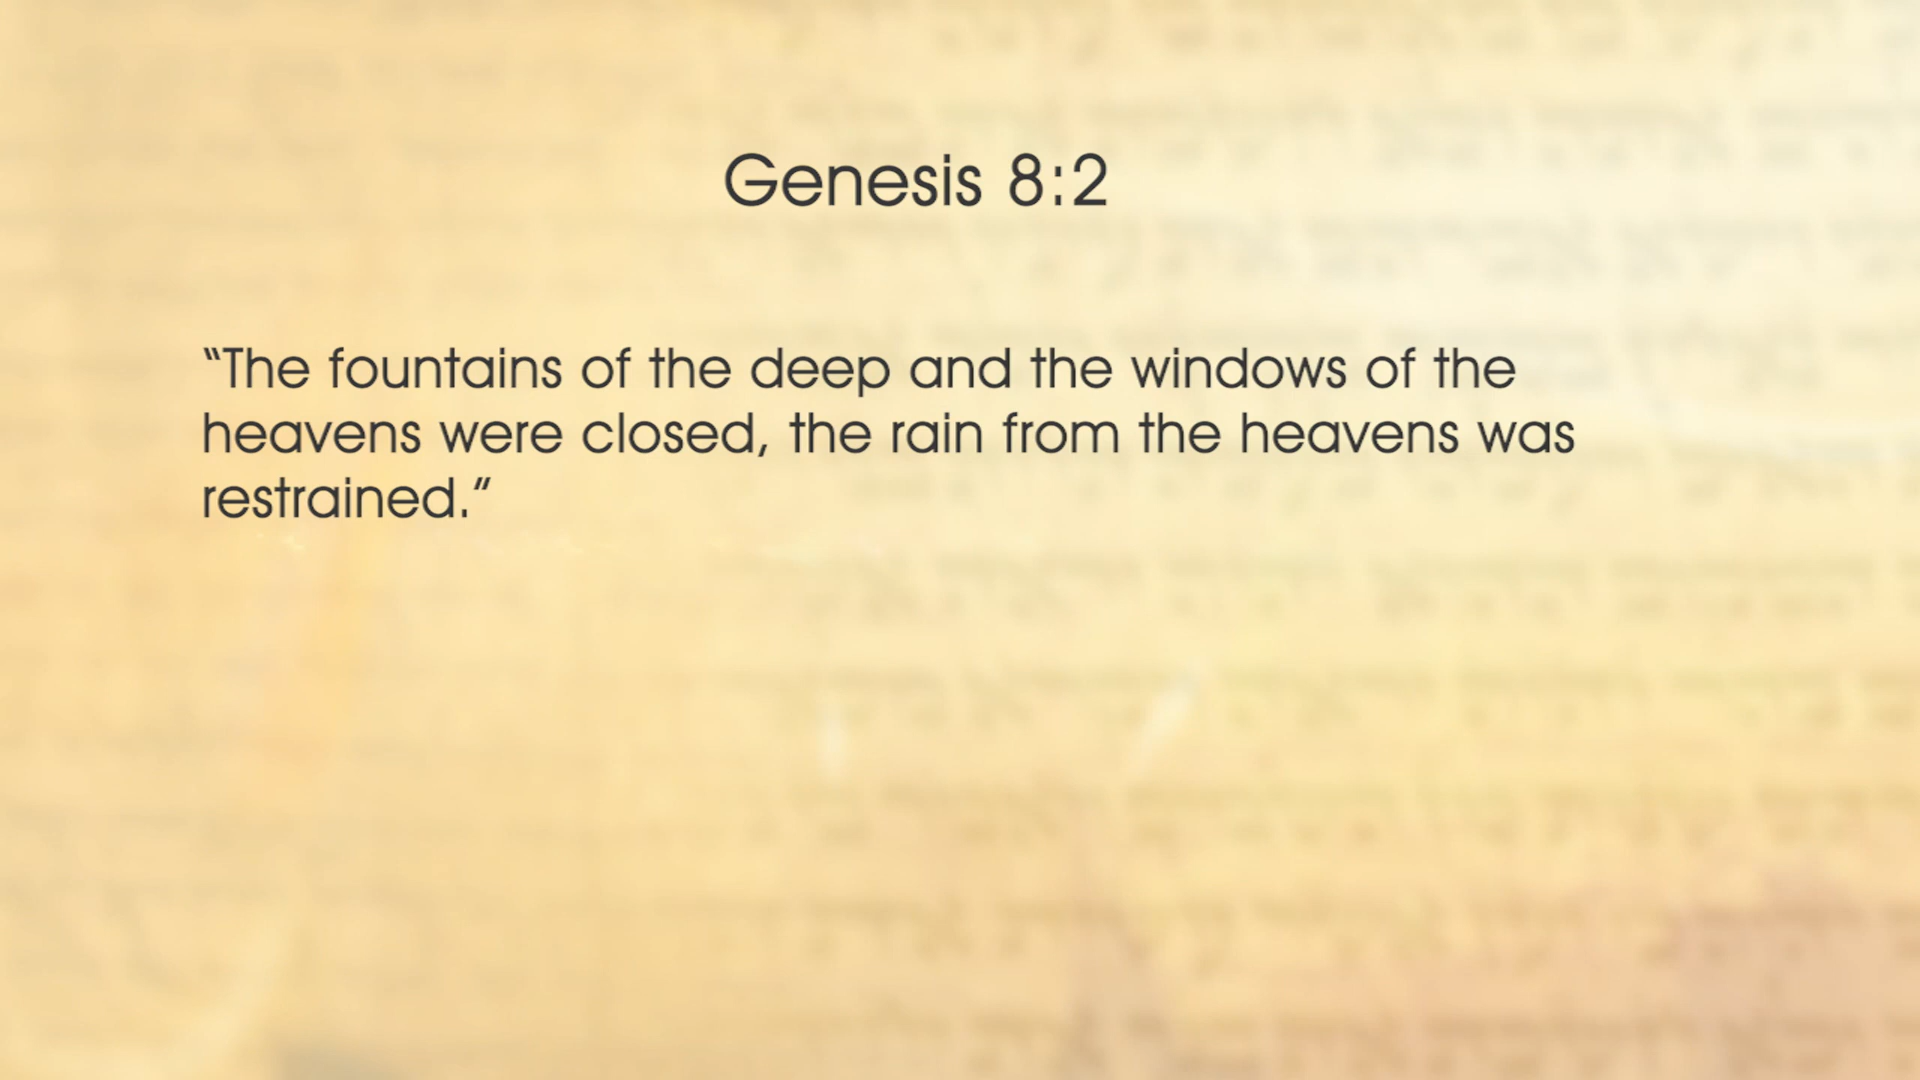 Genesis 8:2
“The fountains of the deep and the windows of the
heavens were closed, the rain from the heavens was
restrained.”